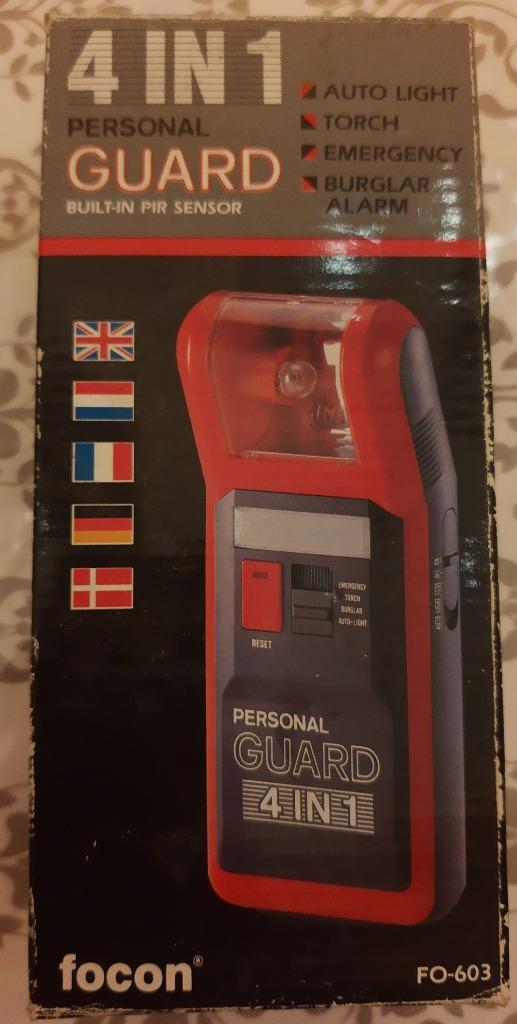 4 IN 1
PERSONAL
GUARD
BUILT-IN PIR SENSOR
AUTO LIGHT
TORCH
EMERGENCY
BURGLAR
ALARM
EMERGENCY
TORCH
BURGLAR
AUTO-LIGHT
RESET
PERSONAL
GUARD
4 IN 1
focon®
FO-603